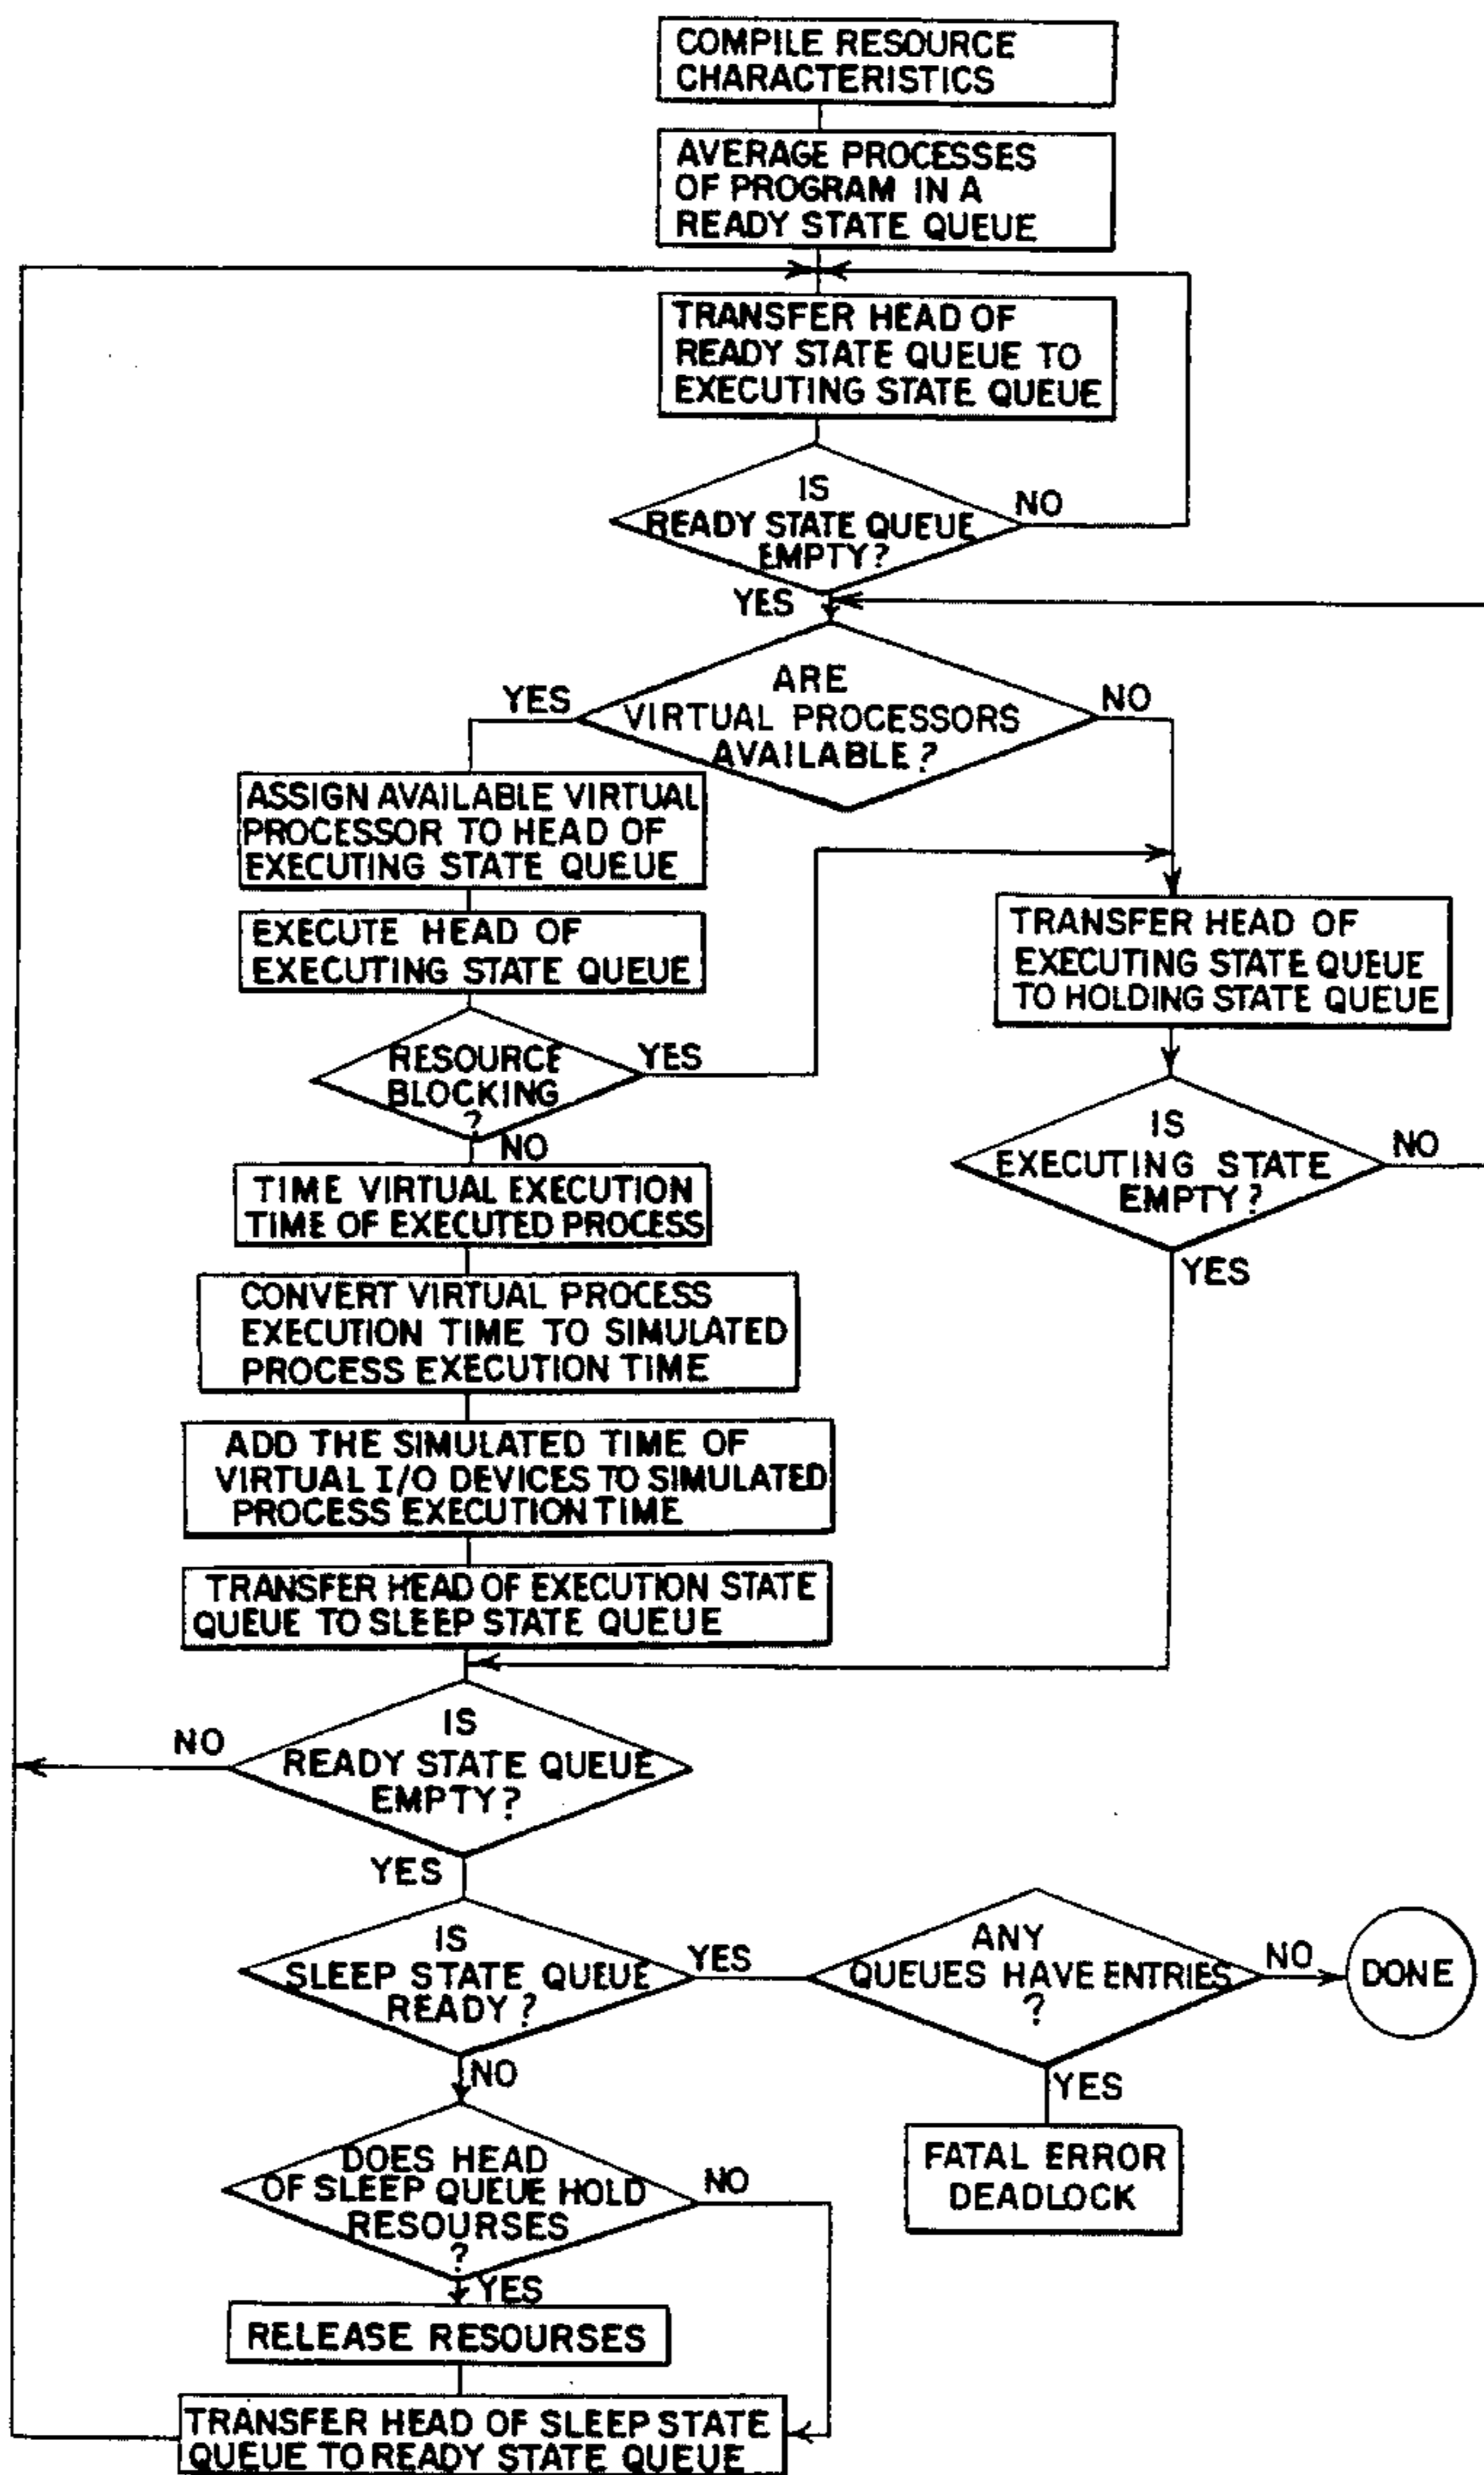 COMPILE RESOURCE
CHARACTERISTICS
AVERAGE PROCESSES
OF PROGRAM IN A
READY STATE QUEUE
TRANSFER HEAD OF
READY STATE QUEUE TO
EXECUTING STATE QUEUE
IS
READY STATE QUEUE
EMPTY?
NO
YES
ARE
VIRTUAL PROCESSORS
AVAILABLE?
YES
NO
ASSIGN AVAILABLE VIRTUAL
PROCESSOR TO HEAD OF
EXECUTING STATE QUEUE
EXECUTE HEAD OF
EXECUTING STATE QUEUE
TRANSFER HEAD OF
EXECUTING STATE QUEUE
TO HOLDING STATE QUEUE
RESOURCE
BLOCKING
?
YES
NO
IS
EXECUTING STATE
EMPTY?
NO
YES
TIME VIRTUAL EXECUTION
TIME OF EXECUTED PROCESS
CONVERT VIRTUAL PROCESS
EXECUTION TIME TO SIMULATED
PROCESS EXECUTION TIME
ADD THE SIMULATED TIME OF
VIRTUAL I/O DEVICES TO SIMULATED
PROCESS EXECUTION TIME
TRANSFER HEAD OF EXECUTION STATE
QUEUE TO SLEEP STATE QUEUE
IS
READY STATE QUEUE
EMPTY?
NO
YES
IS
SLEEP STATE QUEUE
READY?
YES
NO
ANY
QUEUES HAVE ENTRIES
?
NO
DONE
YES
FATAL ERROR
DEADLOCK
DOES HEAD
OF SLEEP QUEUE HOLD
RESOURSES
?
NO
YES
RELEASE RESOURSES
TRANSFER HEAD OF SLEEP STATE
QUEUE TO READY STATE QUEUE